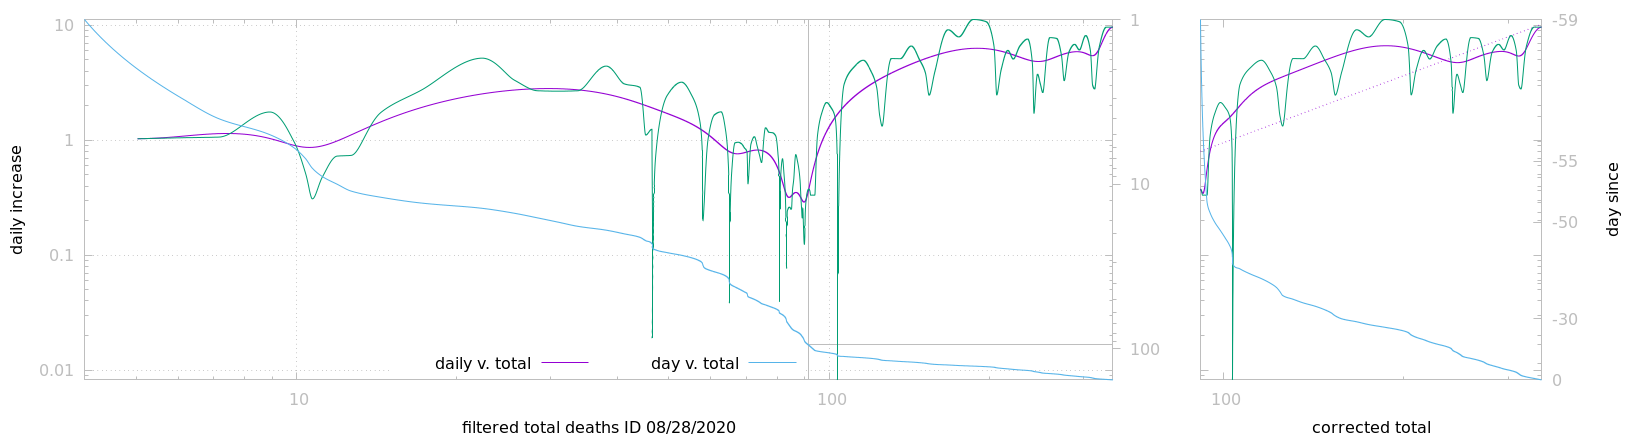 10
1
0.1
0.01
daily increase
10
100
filtered total deaths ID 08/28/2020
daily v. total
day v. total
1
10
100
100
corrected total
-59
-55
-50
-30
0
day since